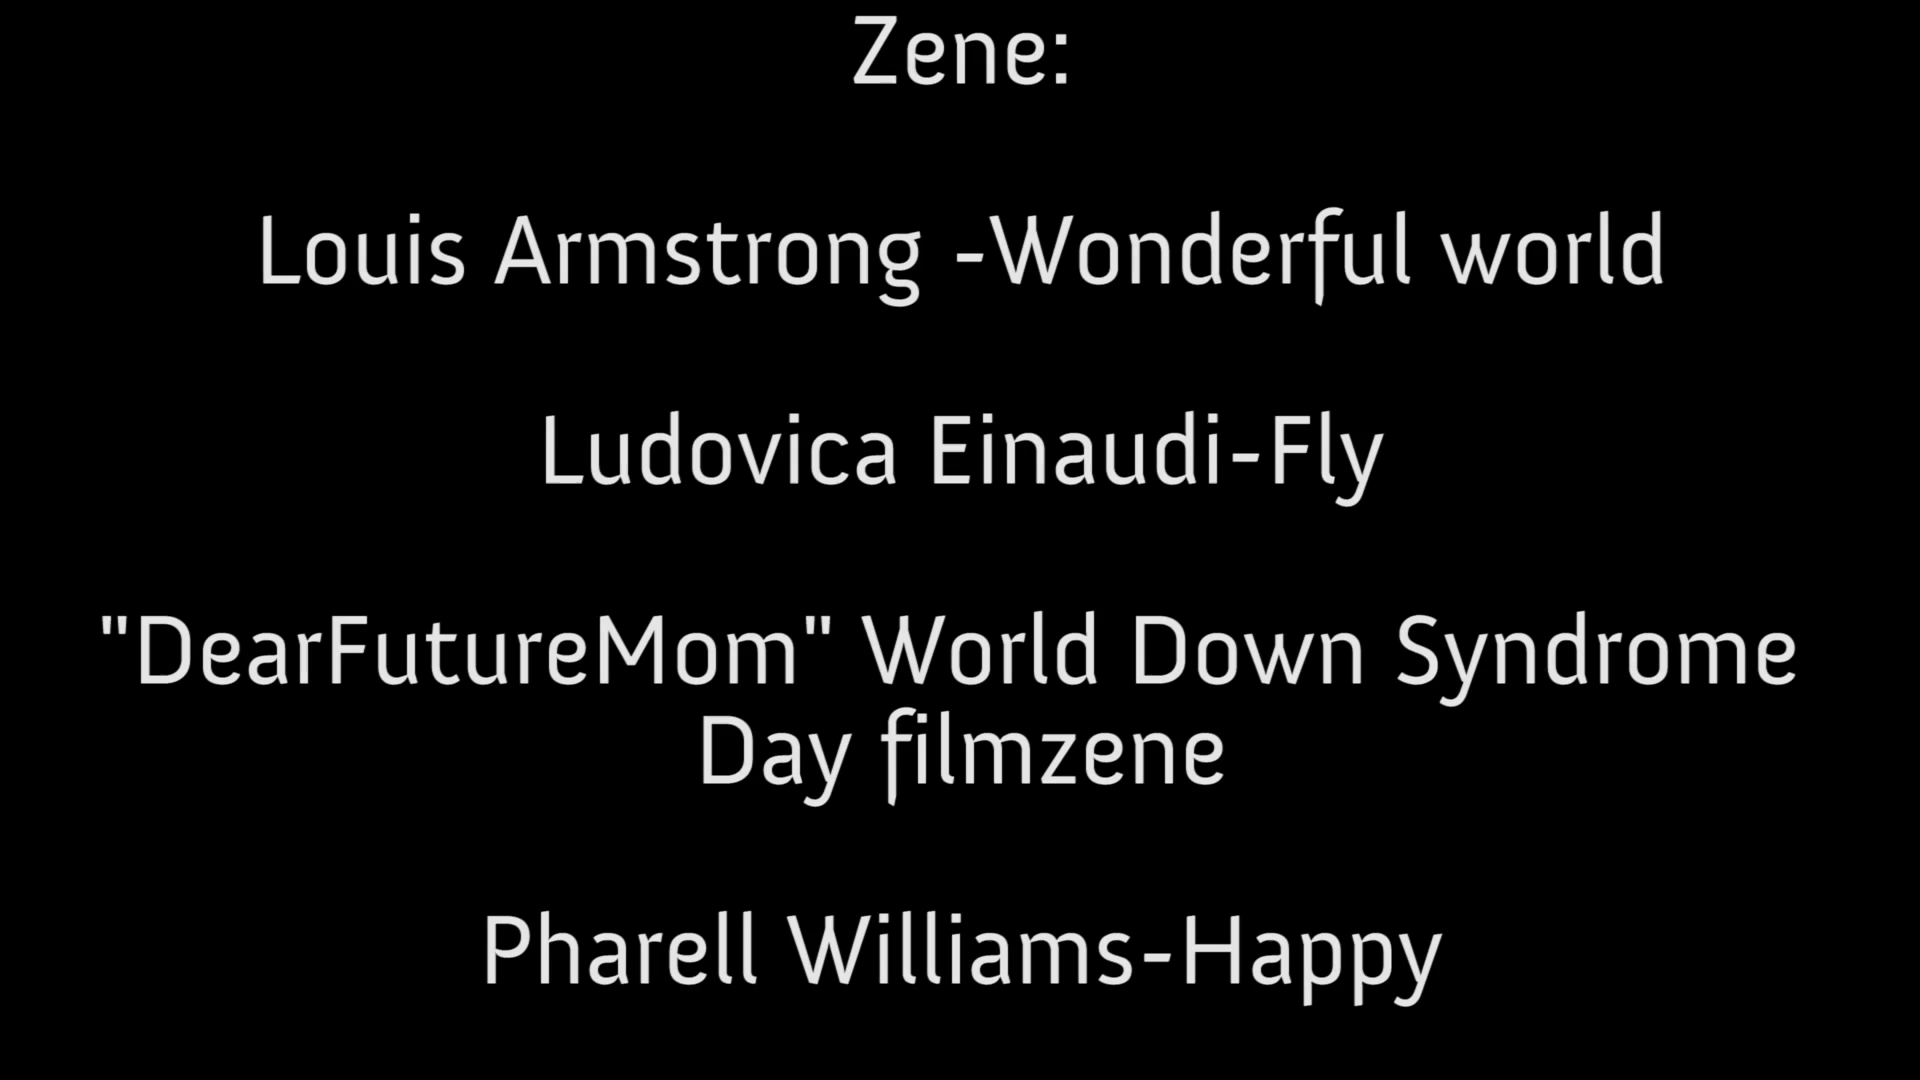 Zene:
Louis Armstrong -Wonderful world
Ludovica Einaudi-Fly
"DearFutureMom" World Down Syndrome
Day filmzene
Pharell Williams-Happy